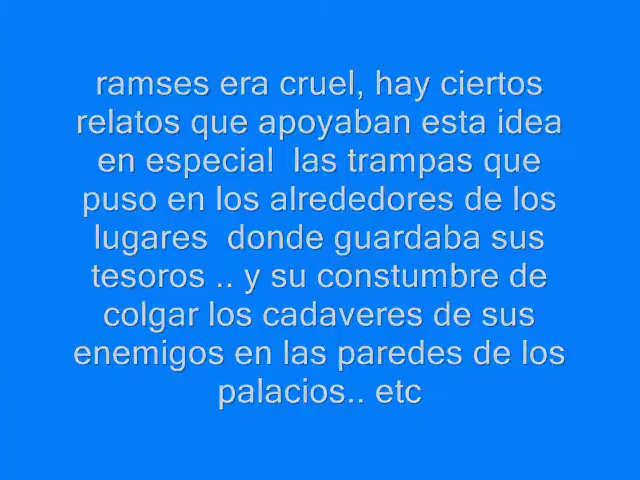 ramses era cruel, hay ciertos
relatos que apoyaban esta idea
en especial  las trampas que
puso en los alrededores de los
lugares  donde guardaba sus
tesoros .. y su constumbre de
colgar los cadaveres de sus
enemigos en las paredes de los
palacios.. etc